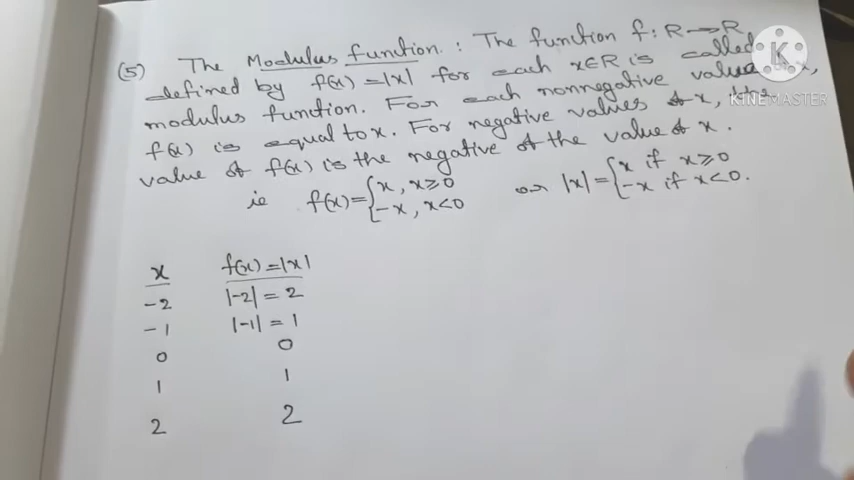 (5) The Modulus function : The function f: R → R
defined by f(x) = |x| for each x∈R is called
modulus function. For each nonnegative value of x,
f(x) is equal to x. For negative values of x, the
value of f(x) is the negative of the value of x.
ie f(x) = { x, x≥0 or |x| = { x if x≥0
-x, x<0 -x if x<0.
x f(x) = |x|
-2 |-2| = 2
-1 |-1| = 1
0 0
1 1
2 2
KINEMASTER